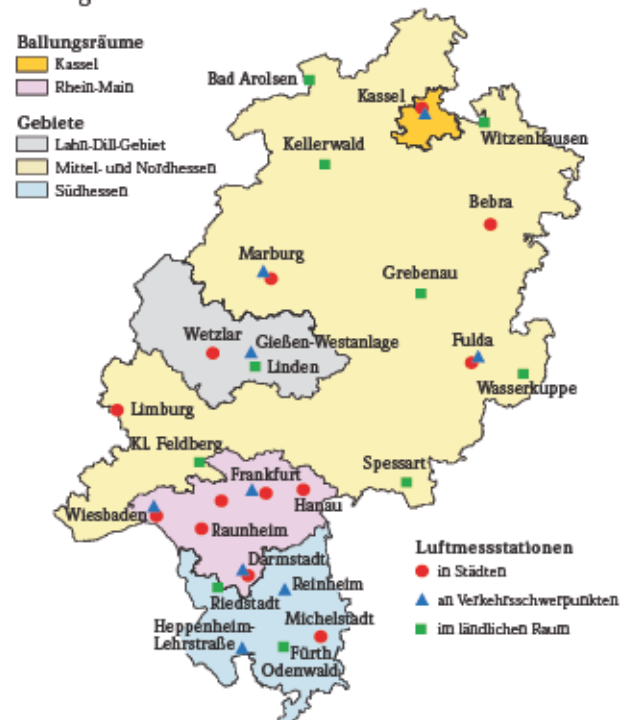 Ballungsräume
Kassel
Rhein-Main
Gebiete
Lahn-Dill-Gebiet
Mittel- und Nordhessen
Südhessen
Bad Arolsen
Kassel
Witzenhausen
Kellerwald
Bebra
Marburg
Grebenau
Wetzlar
Gießen-Westanlage
Linden
Fulda
Wasserkuppe
Limburg
Kl. Feldberg
Spessart
Frankfurt
Hanau
Wiesbaden
Raunheim
Darmstadt
Reinheim
Riedstadt
Michelstadt
Heppenheim-
Lehrstraße
Fürth/
Odenwald
Luftmessstationen
in Städten
an Verkehrsschwerpunkten
im ländlichen Raum